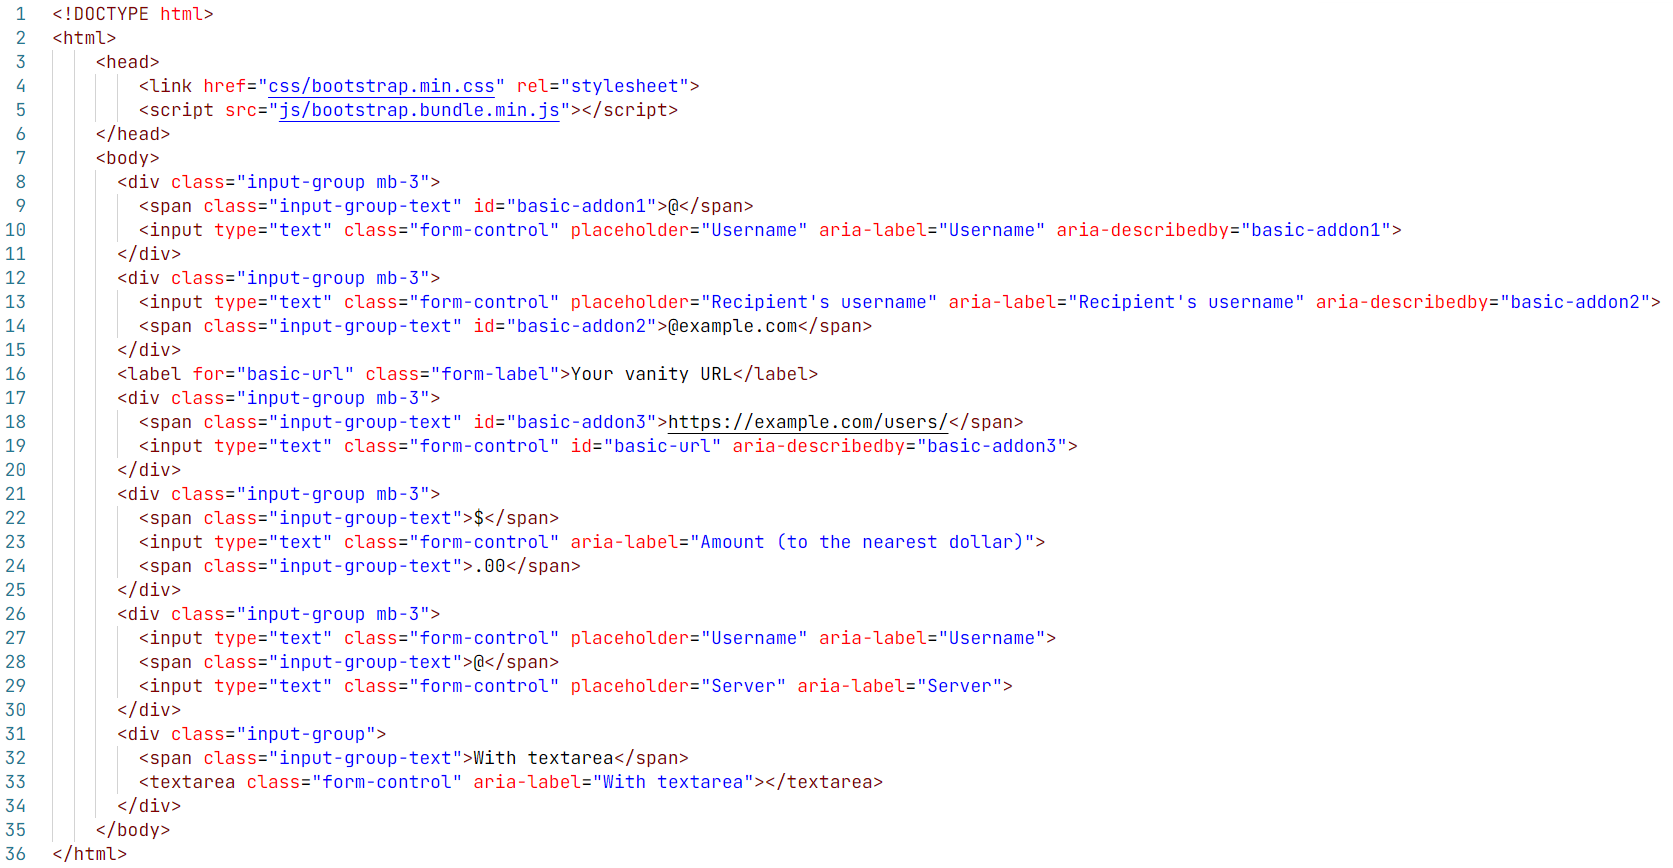 1 <!DOCTYPE html>
2 <html>
3     <head>
4         <link href="css/bootstrap.min.css" rel="stylesheet">
5         <script src="js/bootstrap.bundle.min.js"></script>
6     </head>
7     <body>
8       <div class="input-group mb-3">
9         <span class="input-group-text" id="basic-addon1">@</span>
10         <input type="text" class="form-control" placeholder="Username" aria-label="Username" aria-describedby="basic-addon1">
11       </div>
12       <div class="input-group mb-3">
13         <input type="text" class="form-control" placeholder="Recipient's username" aria-label="Recipient's username" aria-describedby="basic-addon2">
14         <span class="input-group-text" id="basic-addon2">@example.com</span>
15       </div>
16       <label for="basic-url" class="form-label">Your vanity URL</label>
17       <div class="input-group mb-3">
18         <span class="input-group-text" id="basic-addon3">https://example.com/users/</span>
19         <input type="text" class="form-control" id="basic-url" aria-describedby="basic-addon3">
20       </div>
21       <div class="input-group mb-3">
22         <span class="input-group-text">$</span>
23         <input type="text" class="form-control" aria-label="Amount (to the nearest dollar)">
24         <span class="input-group-text">.00</span>
25       </div>
26       <div class="input-group mb-3">
27         <input type="text" class="form-control" placeholder="Username" aria-label="Username">
28         <span class="input-group-text">@</span>
29         <input type="text" class="form-control" placeholder="Server" aria-label="Server">
30       </div>
31       <div class="input-group">
32         <span class="input-group-text">With textarea</span>
33         <textarea class="form-control" aria-label="With textarea"></textarea>
34       </div>
35     </body>
36 </html>